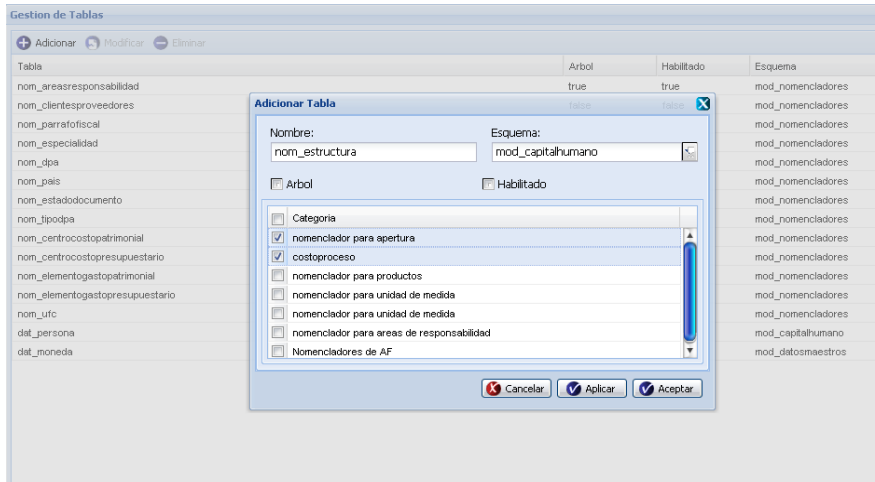 Gestion de Tablas
Adicionar Modificar Eliminar
Tabla Arbol Habilitado Esquema
nom_areasresponsabilidad true true mod_nomencladores
nom_clientesproveedores false false mod_nomencladores
nom_parrafofiscal mod_nomencladores
nom_especialidad mod_nomencladores
nom_dpa mod_nomencladores
nom_pais mod_nomencladores
nom_estadodocumento mod_nomencladores
nom_tipodpa mod_nomencladores
nom_centrocostopatrimonial mod_nomencladores
nom_centrocostopresupuestario mod_nomencladores
nom_elementogastopatrimonial mod_nomencladores
nom_elementogastopresupuestario mod_nomencladores
nom_ufc mod_nomencladores
dat_persona mod_capitalhumano
dat_moneda mod_datosmaestros
Adicionar Tabla
Nombre: Esquema:
nom_estructura mod_capitalhumano
Arbol Habilitado
Categoria
nomenclador para apertura
costoproceso
nomenclador para productos
nomenclador para unidad de medida
nomenclador para unidad de medida
nomenclador para areas de responsabilidad
Nomencladores de AF
Cancelar Aplicar Aceptar